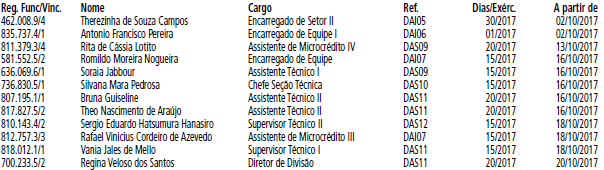 Reg. Func/Vinc. Nome Cargo Ref. Dias/Exérc. A partir de
462.008.9/4 Therezinha de Souza Campos Encarregado de Setor II DAI05 30/2017 02/10/2017
835.737.4/1 Antonio Francisco Pereira Encarregado de Equipe I DAI06 01/2017 02/10/2017
811.379.3/4 Rita de Cássia Lotito Assistente de Microcrédito IV DAS09 20/2017 13/10/2017
581.552.5/2 Romildo Moreira Nogueira Encarregado de Equipe DAI07 15/2017 16/10/2017
636.069.6/1 Soraia Jabbour Assistente Técnico I DAS09 15/2017 16/10/2017
736.830.5/1 Silvana Mara Pedrosa Chefe Seção Técnica DAS10 15/2017 16/10/2017
807.195.1/1 Bruna Guiseline Assistente Técnico II DAS11 20/2017 16/10/2017
817.827.5/2 Theo Nascimento de Araújo Assistente Técnico II DAS11 20/2017 16/10/2017
810.143.4/2 Sergio Eduardo Hatsumura Hanasiro Supervisor Técnico II DAS12 15/2017 18/10/2017
812.757.3/3 Rafael Vinicius Cordeiro de Azevedo Assistente de Microcrédito III DAI07 15/2017 18/10/2017
818.012.1/1 Vania Jales de Mello Supervisor Técnico I DAS11 15/2017 18/10/2017
700.233.5/2 Regina Veloso dos Santos Diretor de Divisão DAS11 20/2017 20/10/2017